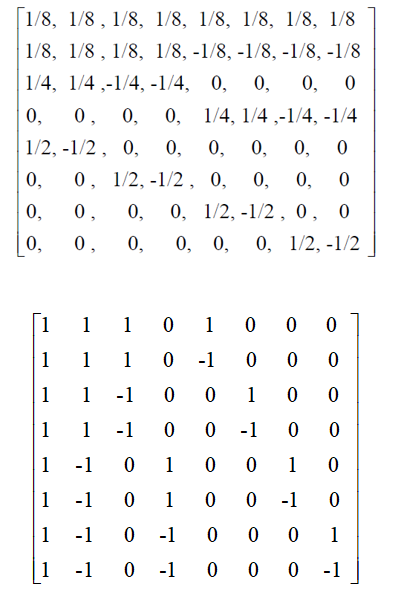 1/8, 1/8 , 1/8, 1/8, 1/8, 1/8, 1/8, 1/8
1/8, 1/8 , 1/8, 1/8, -1/8, -1/8, -1/8, -1/8
1/4, 1/4 ,-1/4, -1/4, 0, 0, 0, 0
0, 0 , 0, 0, 1/4, 1/4 ,-1/4, -1/4
1/2, -1/2 , 0, 0, 0, 0, 0, 0
0, 0 , 1/2, -1/2 , 0, 0, 0, 0
0, 0 , 0, 0, 1/2, -1/2 , 0 , 0
0, 0 , 0, 0, 0, 0, 1/2, -1/2
1 1 1 0 1 0 0 0
1 1 1 0 -1 0 0 0
1 1 -1 0 0 1 0 0
1 1 -1 0 0 -1 0 0
1 -1 0 1 0 0 1 0
1 -1 0 1 0 0 -1 0
1 -1 0 -1 0 0 0 1
1 -1 0 -1 0 0 0 -1